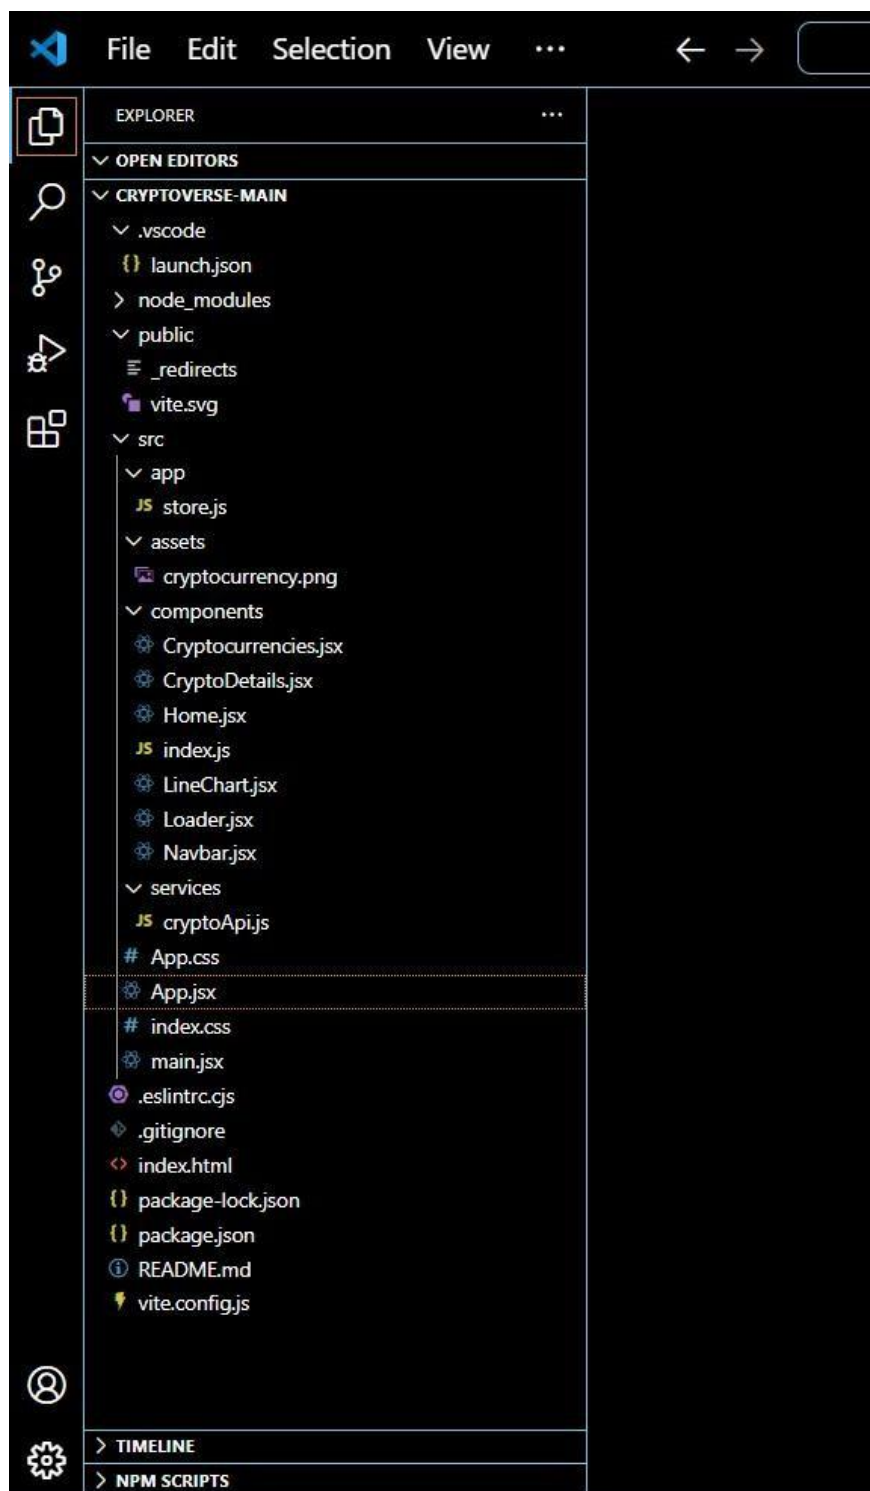 File Edit Selection View ...
EXPLORER ...
OPEN EDITORS
CRYPTOVERSE-MAIN
.vscode
{} launch.json
node_modules
public
_redirects
vite.svg
src
app
JS store.js
assets
cryptocurrency.png
components
Cryptocurrencies.jsx
CryptoDetails.jsx
Home.jsx
JS index.js
LineChart.jsx
Loader.jsx
Navbar.jsx
services
JS cryptoApi.js
# App.css
App.jsx
# index.css
main.jsx
.eslintrc.cjs
.gitignore
<> index.html
{} package-lock.json
{} package.json
README.md
vite.config.js
TIMELINE
NPM SCRIPTS